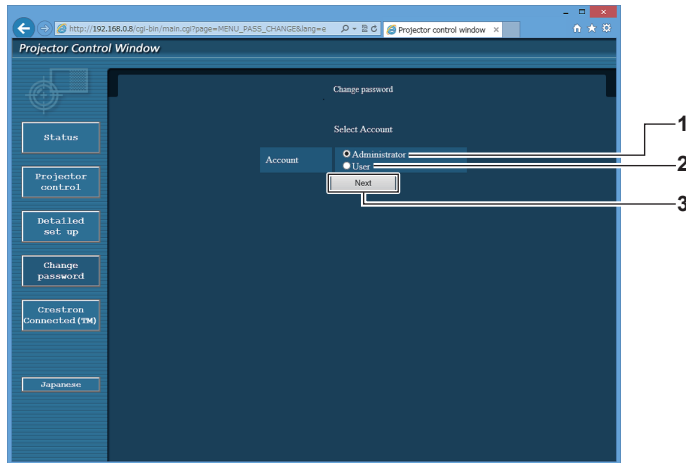 http://192.168.0.8/cgi-bin/main.cgi?page=MENU_PASS_CHANGE&lang=e
Projector control window
Projector Control Window
Change password
Select Account
Account
Administrator
User
Next
1
2
3
Status
Projector
control
Detailed
set up
Change
password
Crestron
Connected(TM)
Japanese